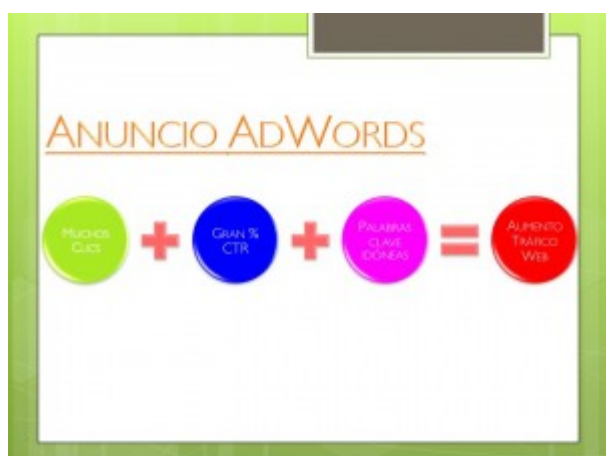 ANUNCIO ADWORDS
MUCHOS
CLICS
GRAN %
CTR
PALABRAS
CLAVE
IDÓNEAS
AUMENTO
TRÁFICO
WEB